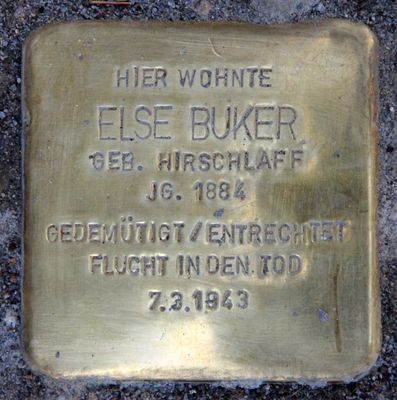 HIER WOHNTE
ELSE BUKER
GEB. HIRSCHLAFF
JG. 1884
GEDEMÜTIGT / ENTRECHTET
FLUCHT IN DEN TOD
7.3.1943